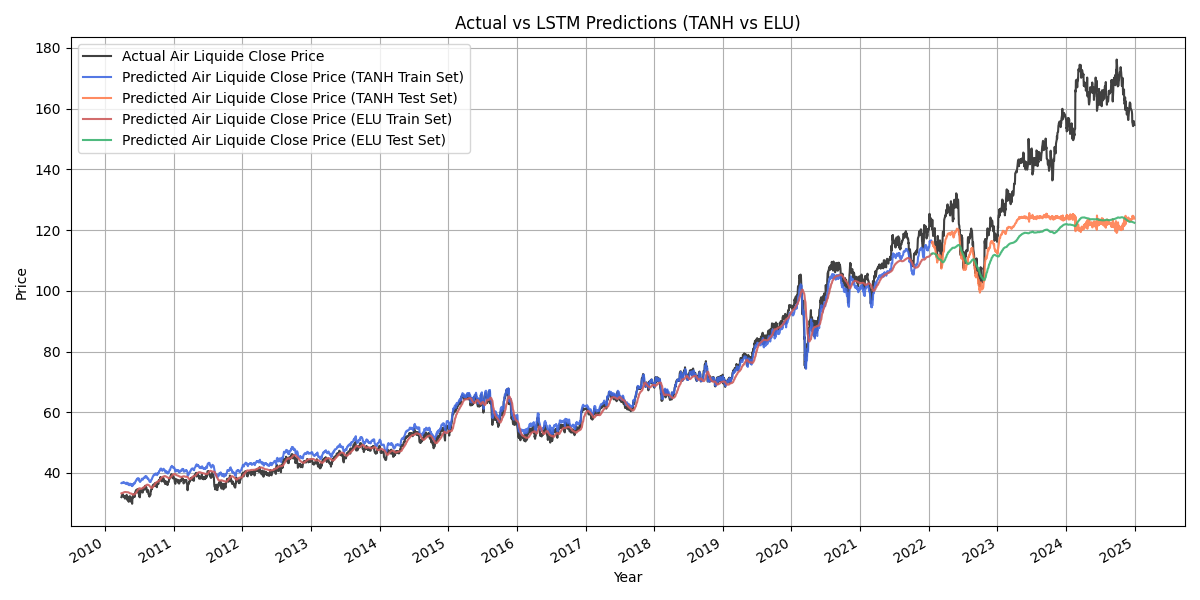 Actual vs LSTM Predictions (TANH vs ELU)
Actual Air Liquide Close Price
Predicted Air Liquide Close Price (TANH Train Set)
Predicted Air Liquide Close Price (TANH Test Set)
Predicted Air Liquide Close Price (ELU Train Set)
Predicted Air Liquide Close Price (ELU Test Set)
Price
180
160
140
120
100
80
60
40
2010 2011 2012 2013 2014 2015 2016 2017 2018 2019 2020 2021 2022 2023 2024 2025
Year